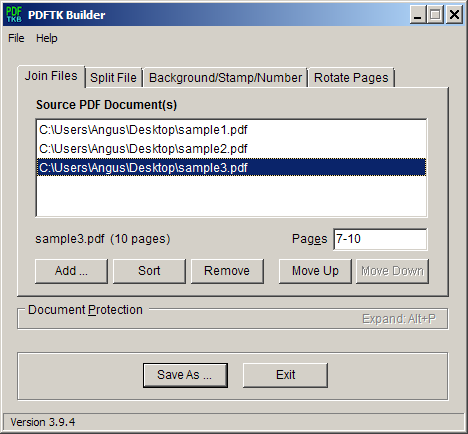 PDF TKB PDFTK Builder
File Help
Join Files Split File Background/Stamp/Number Rotate Pages
Source PDF Document(s)
C:\Users\Angus\Desktop\sample1.pdf
C:\Users\Angus\Desktop\sample2.pdf
C:\Users\Angus\Desktop\sample3.pdf
sample3.pdf (10 pages) Pages 7-10
Add ... Sort Remove Move Up Move Down
Document Protection
Expand: Alt+P
Save As ... Exit
Version 3.9.4